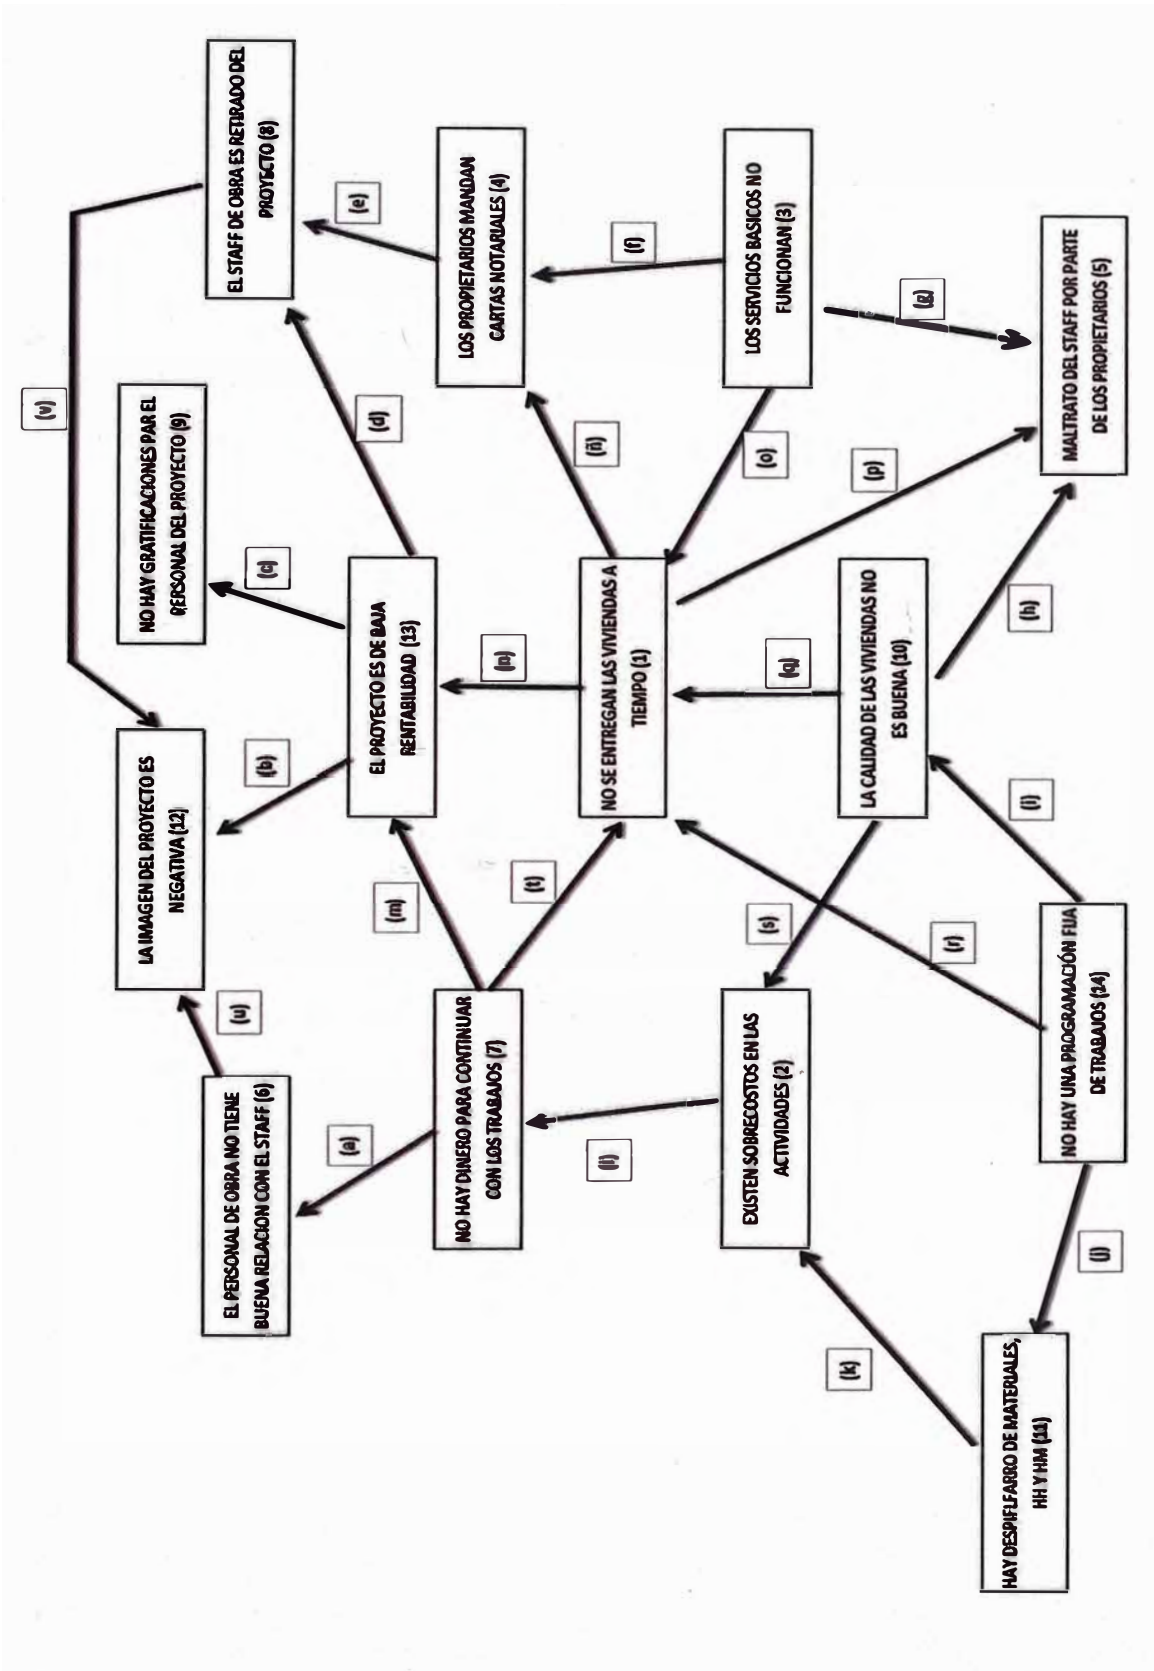 EL PERSONAL DE OBRA NO TIENE
BUENA RELACION CON EL STAFF (6)
(u)
LA IMAGEN DEL PROYECTO ES
NEGATIVA (12)
(v)
NO HAY GRATIFICACIONES PAR EL
PERSONAL DEL PROYECTO (9)
EL STAFF DE OBRA ES RETIRADO DEL
PROYECTO (8)
(a)
(b)
(c)
(d)
(e)
NO HAY DINERO PARA CONTINUAR
CON LOS TRABAJOS (7)
(m)
EL PROYECTO ES DE BAJA
RENTABILIDAD (13)
LOS PROPIETARIOS MANDAN
CARTAS NOTARIALES (4)
(l)
(t)
(n)
(ñ)
(f)
EXISTEN SOBRECOSTOS EN LAS
ACTIVIDADES (2)
NO SE ENTREGAN LAS VIVIENDAS A
TIEMPO (1)
LOS SERVICIOS BASICOS NO
FUNCIONAN (3)
(s)
(q)
(o)
(k)
(r)
(p)
(g)
LA CALIDAD DE LAS VIVIENDAS NO
ES BUENA (10)
HAY DESPIFLFARRO DE MATERIALES,
HH Y HM (11)
(j)
NO HAY UNA PROGRAMACIÓN FIJA
DE TRABAJOS (14)
(i)
(h)
MALTRATO DEL STAFF POR PARTE
DE LOS PROPIETARIOS (5)